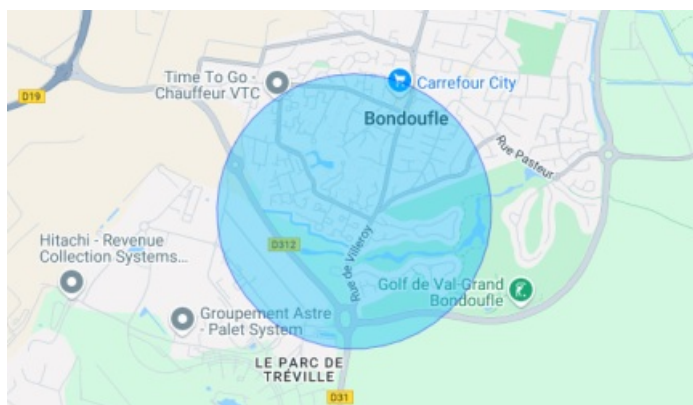 Time To Go -
Chauffeur VTC
Carrefour City
D19
Bondoufle
Rue Pasteur
Hitachi - Revenue
Collection Systems...
D312
Rue de Villeroy
Golf de Val-Grand
Bondoufle
Groupement Astre
- Palet System
LE PARC DE
TRÉVILLE
D31